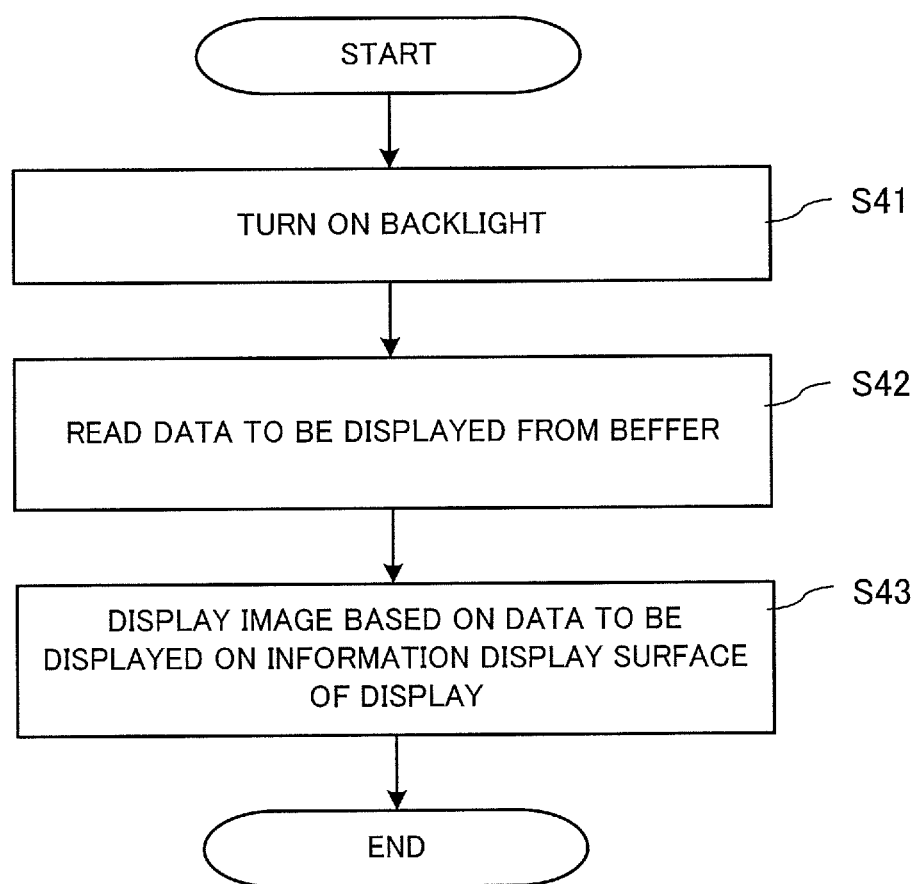 START
TURN ON BACKLIGHT
S41
READ DATA TO BE DISPLAYED FROM BEFFER
S42
DISPLAY IMAGE BASED ON DATA TO BE
DISPLAYED ON INFORMATION DISPLAY SURFACE
OF DISPLAY
S43
END